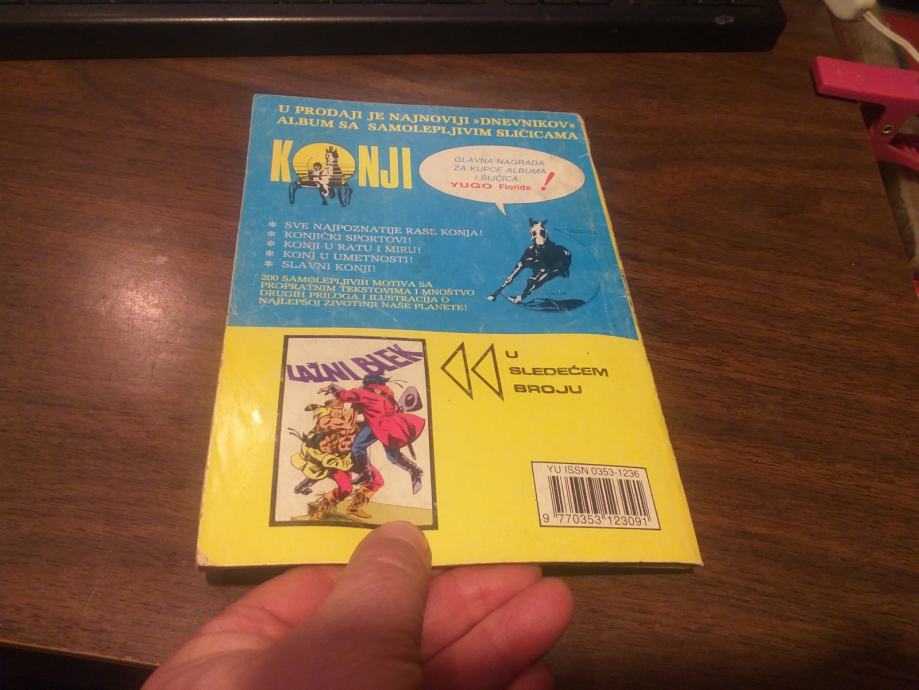 U PRODAJI JE NAJNOVIJI »DNEVNIKOV«
ALBUM SA SAMOLEPLJIVIM SLIČICAMA
KONJI
GLAVNA NAGRADA
ZA KUPCE ALBUMA
I SLIČICA:
YUGO Florida !
* SVE NAJPOZNATIJE RASE KONJA!
* KONJIČKI SPORTOVI!
* KONJI U RATU I MIRU!
* KONJ U UMETNOSTI!
* SLAVNI KONJI!
200 SAMOLEPLJIVIH MOTIVA SA
PROPRATNIM TEKSTOVIMA I MNOŠTVO
DRUGIH PRILOGA I ILUSTRACIJA O
NAJLEPŠOJ ŽIVOTINJI NAŠE PLANETE!
LAŽNI BLEK
U
SLEDEĆEM
BROJU
YU ISSN 0353-1236
9 770353 123091